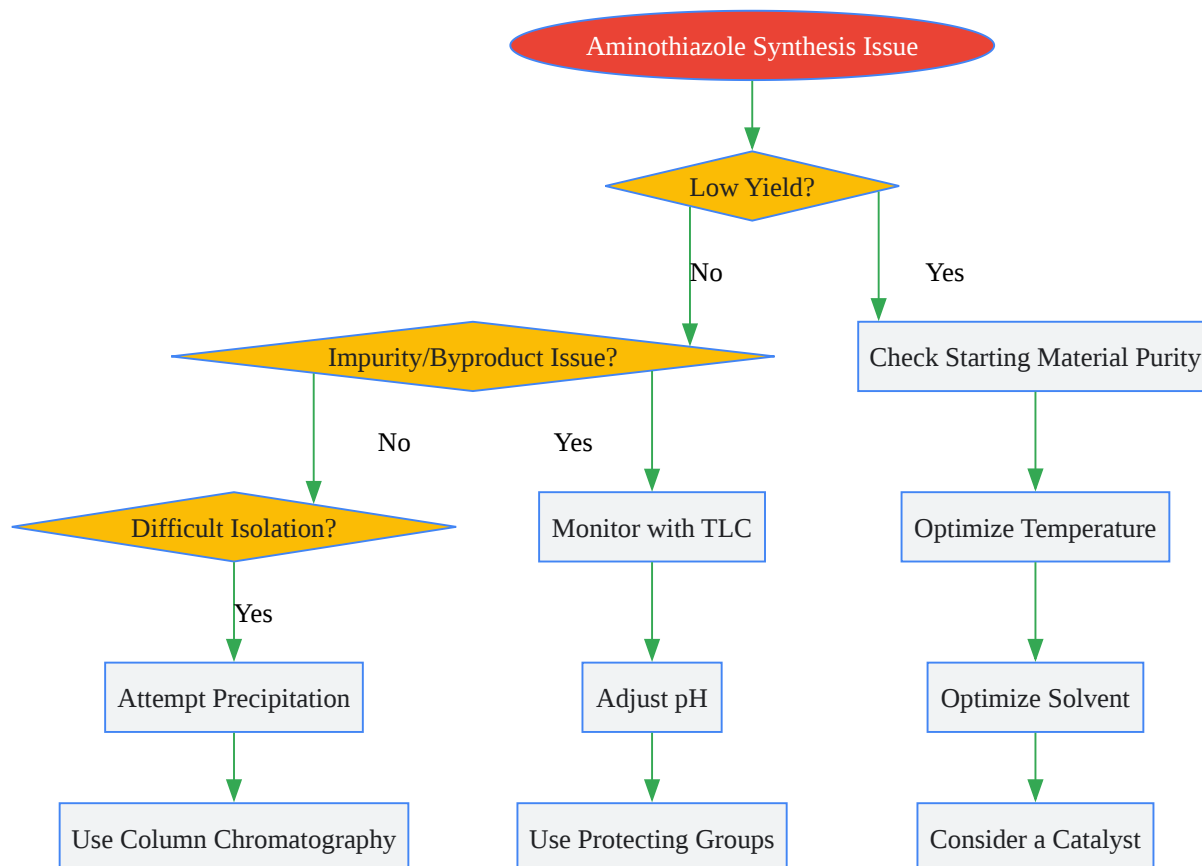 Aminothiazole Synthesis Issue
Low Yield?
No
Yes
Impurity/Byproduct Issue?
Check Starting Material Purity
No
Yes
Difficult Isolation?
Monitor with TLC
Optimize Temperature
Yes
Attempt Precipitation
Adjust pH
Optimize Solvent
Use Column Chromatography
Use Protecting Groups
Consider a Catalyst